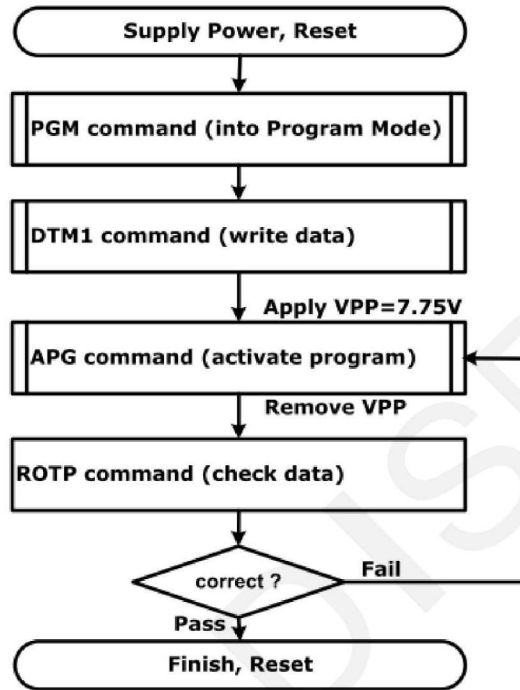 Supply Power, Reset
PGM command (into Program Mode)
DTM1 command (write data)
Apply VPP=7.75V
APG command (activate program)
Remove VPP
ROTP command (check data)
correct ?
Fail
Pass
Finish, Reset